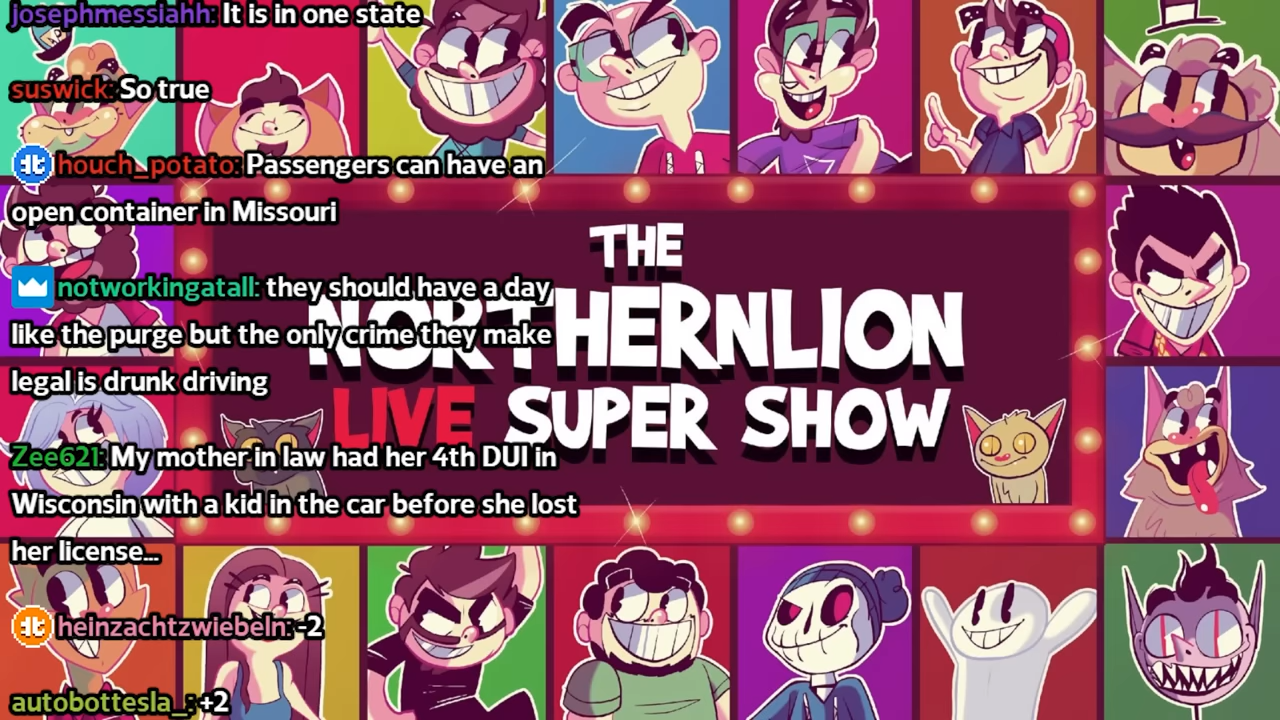 josephmessiahh: It is in one state
suswick: So true
houch_potato: Passengers can have an
open container in Missouri
notworkingatall: they should have a day
like the purge but the only crime they make
legal is drunk driving
Zee621: My mother in law had her 4th DUI in
Wisconsin with a kid in the car before she lost
her license...
heinzachtzwiebeln: -2
autobottesla_: +2
THE
NORTHERNLION
LIVE SUPER SHOW